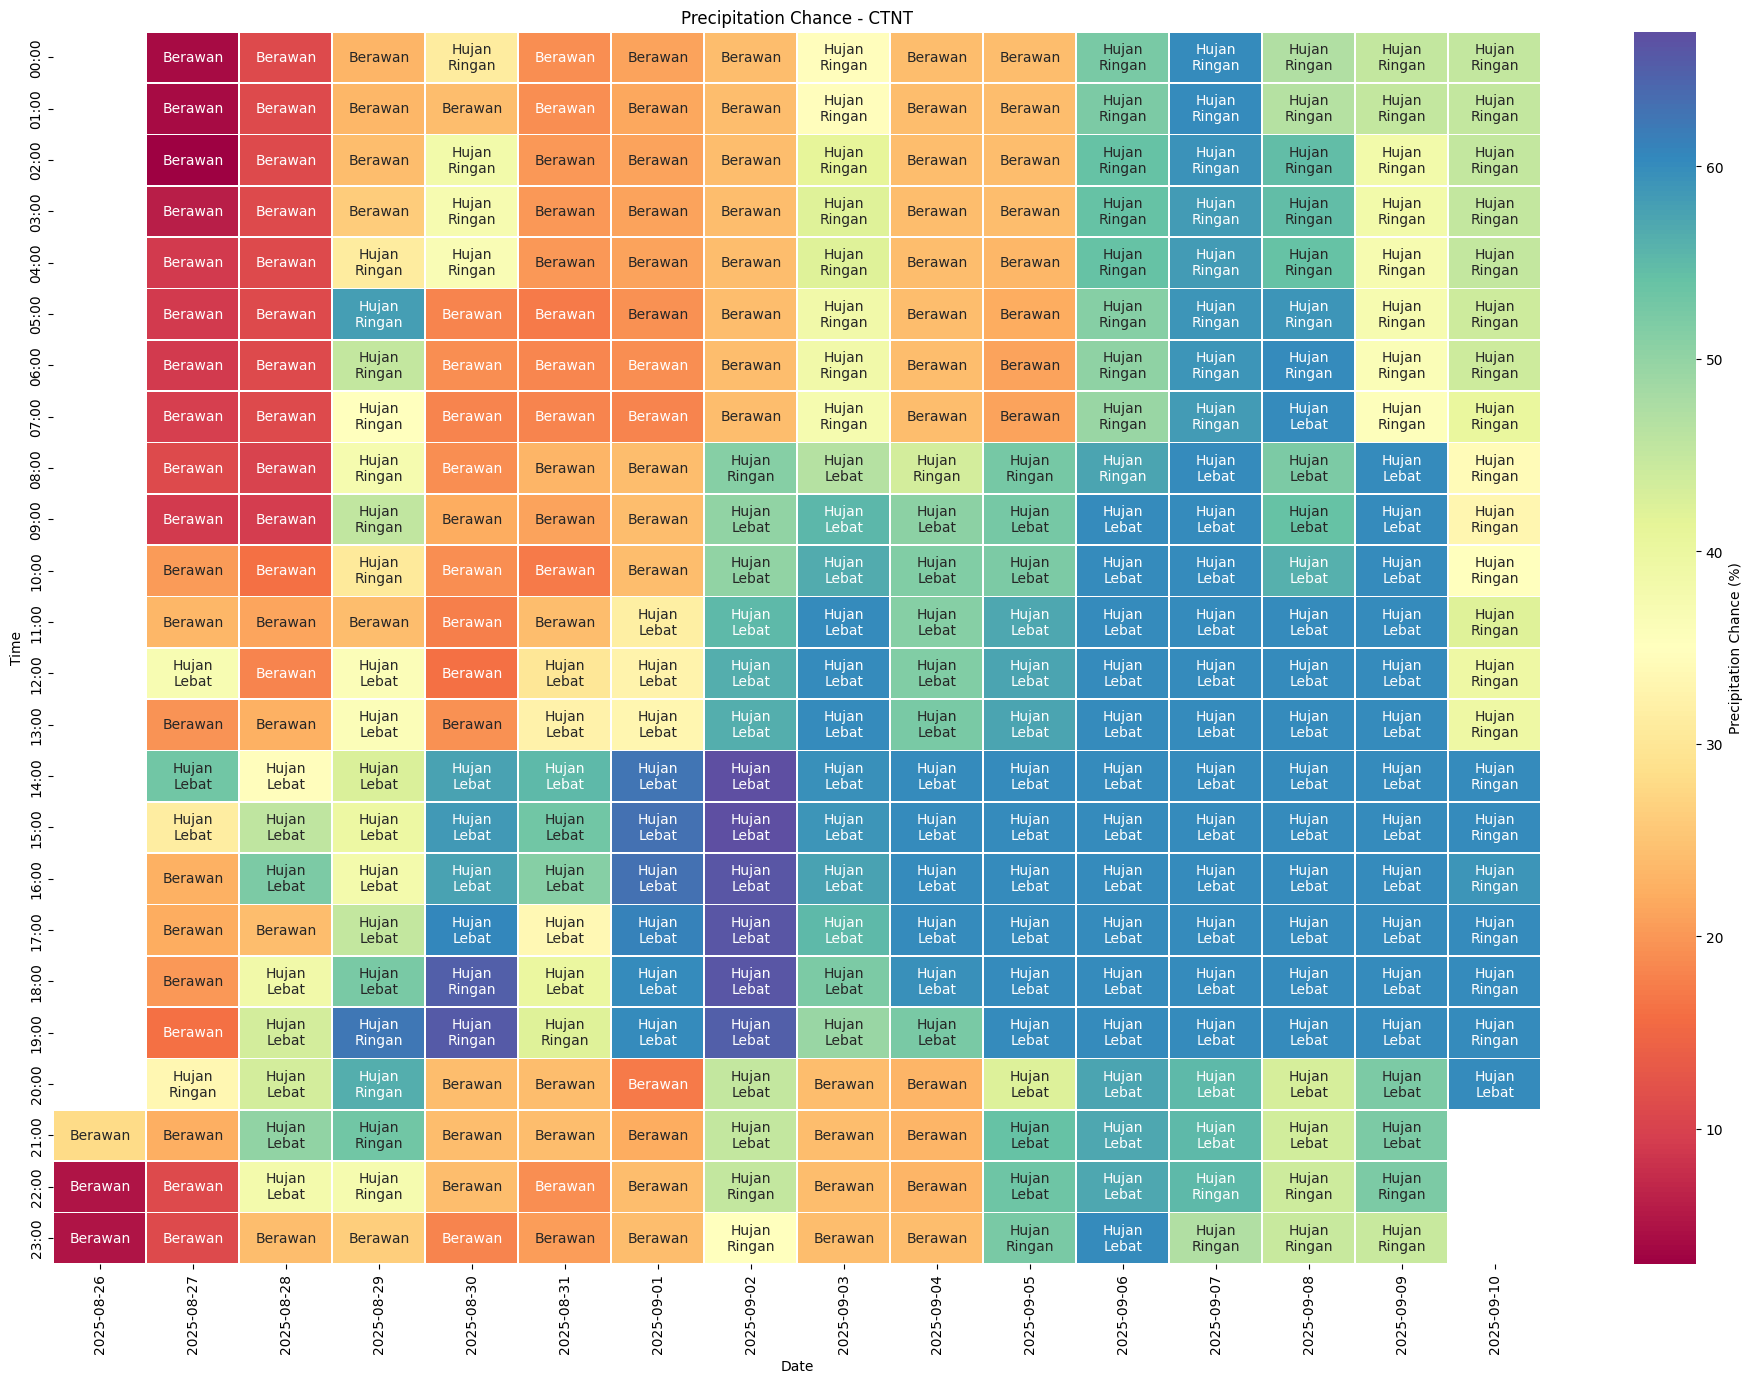 Precipitation Chance - CTNT
00:00 Berawan Berawan Berawan Hujan Ringan Berawan Berawan Berawan Hujan Ringan Berawan Berawan Hujan Ringan Hujan Ringan Hujan Ringan Hujan Ringan Hujan Ringan
01:00 Berawan Berawan Berawan Berawan Berawan Berawan Berawan Hujan Ringan Berawan Berawan Hujan Ringan Hujan Ringan Hujan Ringan Hujan Ringan Hujan Ringan
02:00 Berawan Berawan Berawan Hujan Ringan Berawan Berawan Berawan Hujan Ringan Berawan Berawan Hujan Ringan Hujan Ringan Hujan Ringan Hujan Ringan Hujan Ringan
03:00 Berawan Berawan Berawan Hujan Ringan Berawan Berawan Berawan Hujan Ringan Berawan Berawan Hujan Ringan Hujan Ringan Hujan Ringan Hujan Ringan Hujan Ringan
04:00 Berawan Berawan Hujan Ringan Hujan Ringan Berawan Berawan Berawan Hujan Ringan Berawan Berawan Hujan Ringan Hujan Ringan Hujan Ringan Hujan Ringan Hujan Ringan
05:00 Berawan Berawan Hujan Ringan Berawan Berawan Berawan Berawan Hujan Ringan Berawan Berawan Hujan Ringan Hujan Ringan Hujan Ringan Hujan Ringan Hujan Ringan
06:00 Berawan Berawan Hujan Ringan Berawan Berawan Berawan Berawan Hujan Ringan Berawan Berawan Hujan Ringan Hujan Ringan Hujan Ringan Hujan Ringan Hujan Ringan
07:00 Berawan Berawan Hujan Ringan Berawan Berawan Berawan Berawan Hujan Ringan Berawan Berawan Hujan Ringan Hujan Ringan Hujan Lebat Hujan Ringan Hujan Ringan
08:00 Berawan Berawan Hujan Ringan Berawan Berawan Berawan Hujan Ringan Hujan Lebat Hujan Ringan Hujan Ringan Hujan Ringan Hujan Lebat Hujan Lebat Hujan Lebat Hujan Ringan
09:00 Berawan Berawan Hujan Ringan Berawan Berawan Berawan Hujan Lebat Hujan Lebat Hujan Lebat Hujan Lebat Hujan Lebat Hujan Lebat Hujan Lebat Hujan Lebat Hujan Ringan
10:00 Berawan Berawan Hujan Ringan Berawan Berawan Berawan Hujan Lebat Hujan Lebat Hujan Lebat Hujan Lebat Hujan Lebat Hujan Lebat Hujan Lebat Hujan Lebat Hujan Ringan
11:00 Berawan Berawan Berawan Berawan Berawan Hujan Lebat Hujan Lebat Hujan Lebat Hujan Lebat Hujan Lebat Hujan Lebat Hujan Lebat Hujan Lebat Hujan Lebat Hujan Ringan
12:00 Hujan Lebat Berawan Hujan Lebat Berawan Hujan Lebat Hujan Lebat Hujan Lebat Hujan Lebat Hujan Lebat Hujan Lebat Hujan Lebat Hujan Lebat Hujan Lebat Hujan Lebat Hujan Ringan
13:00 Berawan Berawan Hujan Lebat Berawan Hujan Lebat Hujan Lebat Hujan Lebat Hujan Lebat Hujan Lebat Hujan Lebat Hujan Lebat Hujan Lebat Hujan Lebat Hujan Lebat Hujan Ringan
14:00 Hujan Lebat Hujan Lebat Hujan Lebat Hujan Lebat Hujan Lebat Hujan Lebat Hujan Lebat Hujan Lebat Hujan Lebat Hujan Lebat Hujan Lebat Hujan Lebat Hujan Lebat Hujan Lebat Hujan Ringan
15:00 Hujan Lebat Hujan Lebat Hujan Lebat Hujan Lebat Hujan Lebat Hujan Lebat Hujan Lebat Hujan Lebat Hujan Lebat Hujan Lebat Hujan Lebat Hujan Lebat Hujan Lebat Hujan Lebat Hujan Ringan
16:00 Berawan Hujan Lebat Hujan Lebat Hujan Lebat Hujan Lebat Hujan Lebat Hujan Lebat Hujan Lebat Hujan Lebat Hujan Lebat Hujan Lebat Hujan Lebat Hujan Lebat Hujan Lebat Hujan Ringan
17:00 Berawan Berawan Hujan Lebat Hujan Lebat Hujan Lebat Hujan Lebat Hujan Lebat Hujan Lebat Hujan Lebat Hujan Lebat Hujan Lebat Hujan Lebat Hujan Lebat Hujan Lebat Hujan Ringan
18:00 Berawan Hujan Lebat Hujan Lebat Hujan Ringan Hujan Lebat Hujan Lebat Hujan Lebat Hujan Lebat Hujan Lebat Hujan Lebat Hujan Lebat Hujan Lebat Hujan Lebat Hujan Lebat Hujan Ringan
19:00 Berawan Hujan Lebat Hujan Ringan Hujan Ringan Hujan Ringan Hujan Lebat Hujan Lebat Hujan Lebat Hujan Lebat Hujan Lebat Hujan Lebat Hujan Lebat Hujan Lebat Hujan Lebat Hujan Ringan
20:00 Hujan Ringan Hujan Lebat Hujan Ringan Berawan Berawan Berawan Hujan Lebat Berawan Berawan Hujan Lebat Hujan Lebat Hujan Lebat Hujan Lebat Hujan Lebat Hujan Lebat
21:00 Berawan Berawan Hujan Lebat Hujan Ringan Berawan Berawan Berawan Hujan Lebat Berawan Berawan Hujan Lebat Hujan Lebat Hujan Lebat Hujan Lebat Hujan Lebat
22:00 Berawan Berawan Hujan Lebat Hujan Ringan Berawan Berawan Berawan Hujan Ringan Berawan Berawan Hujan Lebat Hujan Lebat Hujan Ringan Hujan Ringan Hujan Ringan
23:00 Berawan Berawan Berawan Berawan Berawan Berawan Berawan Hujan Ringan Berawan Berawan Hujan Ringan Hujan Lebat Hujan Ringan Hujan Ringan Hujan Ringan
Time
2025-08-26 2025-08-27 2025-08-28 2025-08-29 2025-08-30 2025-08-31 2025-09-01 2025-09-02 2025-09-03 2025-09-04 2025-09-05 2025-09-06 2025-09-07 2025-09-08 2025-09-09 2025-09-10
Date
60
50
40
30
20
10
Precipitation Chance (%)